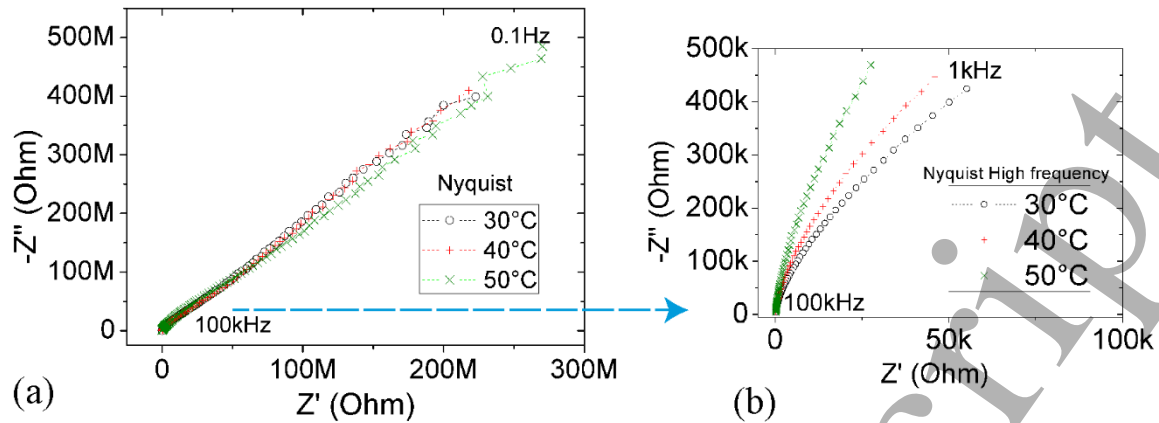 500M
400M
300M
200M
100M
0
-Z" (Ohm)
0.1Hz
Nyquist
30°C
40°C
50°C
100kHz
0
100M
200M
300M
Z' (Ohm)
(a)
500k
400k
300k
200k
100k
0
-Z" (Ohm)
1kHz
Nyquist High frequency
30°C
40°C
50°C
100kHz
0
50k
100k
Z' (Ohm)
(b)
ript